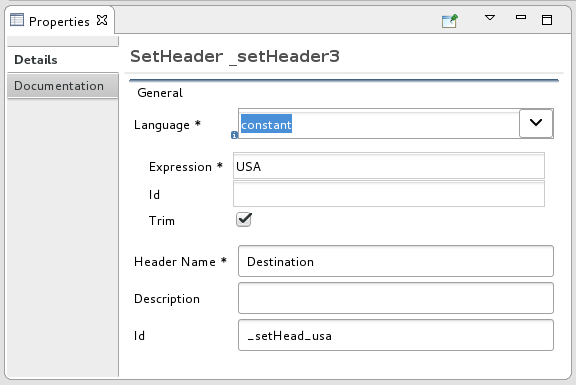 Properties
Details
Documentation
SetHeader _setHeader3
General
Language * constant
Expression * USA
Id
Trim
Header Name * Destination
Description
Id _setHead_usa